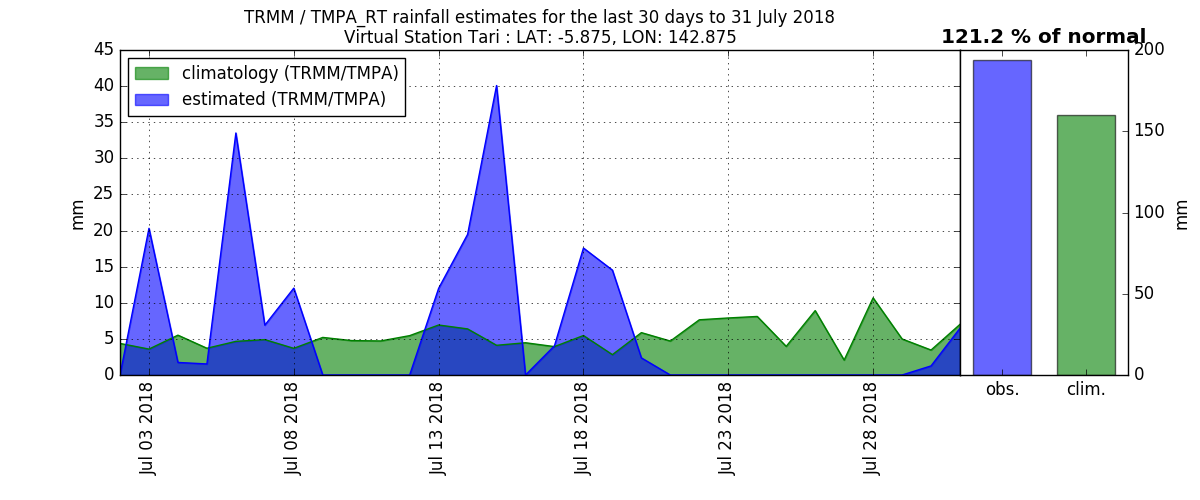 TRMM / TMPA_RT rainfall estimates for the last 30 days to 31 July 2018
Virtual Station Tari : LAT: -5.875, LON: 142.875
121.2 % of normal
climatology (TRMM/TMPA)
estimated (TRMM/TMPA)
mm
45
40
35
30
25
20
15
10
5
0
Jul 03 2018
Jul 08 2018
Jul 13 2018
Jul 18 2018
Jul 23 2018
Jul 28 2018
obs.
clim.
200
150
100
50
0
mm